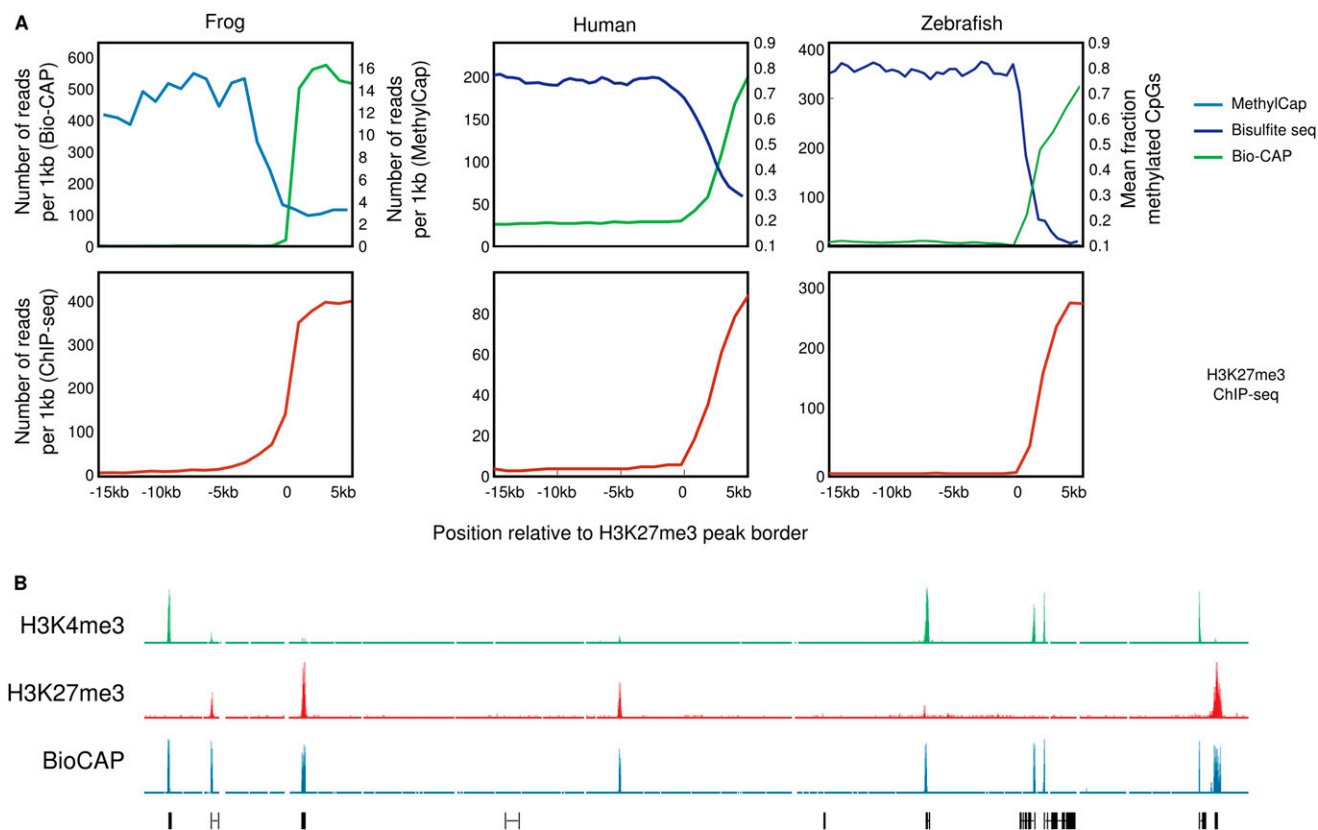 A
Frog
Human
Zebrafish
Number of reads
per 1kb (Bio-CAP)
600
500
400
300
200
100
0
16
14
12
10
8
6
4
2
0
Number of reads
per 1kb (MethylCap)
200
150
100
50
0
0.9
0.8
0.7
0.6
0.5
0.4
0.3
0.2
0.1
400
300
200
100
0
0.9
0.8
0.7
0.6
0.5
0.4
0.3
0.2
0.1
Mean fraction
methylated CpGs
MethylCap
Bisulfite seq
Bio-CAP
Number of reads
per 1kb (ChIP-seq)
400
300
200
100
0
-15kb -10kb -5kb 0 5kb
80
60
40
20
0
-15kb -10kb -5kb 0 5kb
300
200
100
0
-15kb -10kb -5kb 0 5kb
H3K27me3
ChIP-seq
Position relative to H3K27me3 peak border
B
H3K4me3
H3K27me3
BioCAP